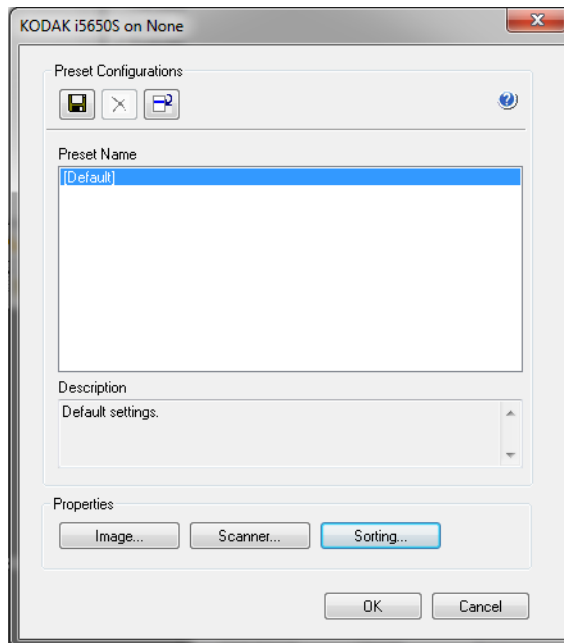 KODAK i5650S on None
Preset Configurations
Preset Name
[Default]
Description
Default settings.
Properties
Image...
Scanner...
Sorting...
OK
Cancel